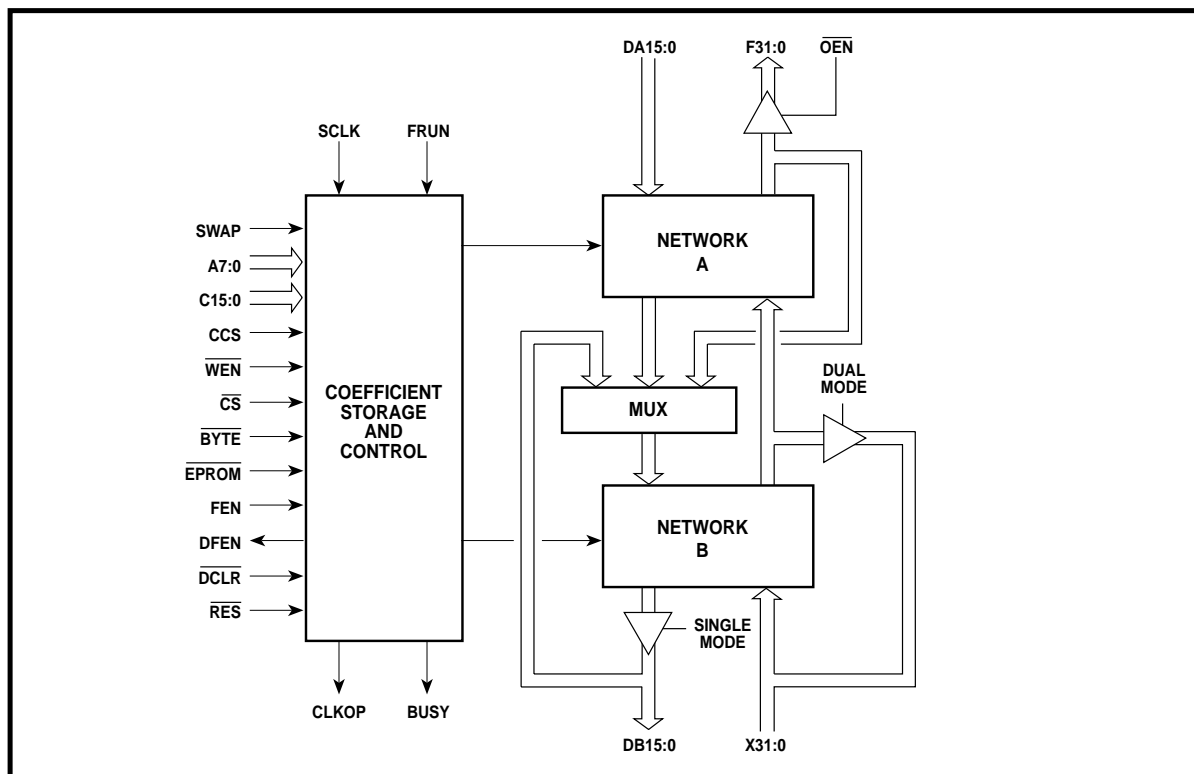 DA15:0
F31:0
OEN
SCLK
FRUN
SWAP
A7:0
C15:0
CCS
WEN
CS
BYTE
EPROM
FEN
DFEN
DCLR
RES
COEFFICIENT
STORAGE
AND
CONTROL
NETWORK
A
DUAL
MODE
MUX
NETWORK
B
SINGLE
MODE
CLKOP
BUSY
DB15:0
X31:0